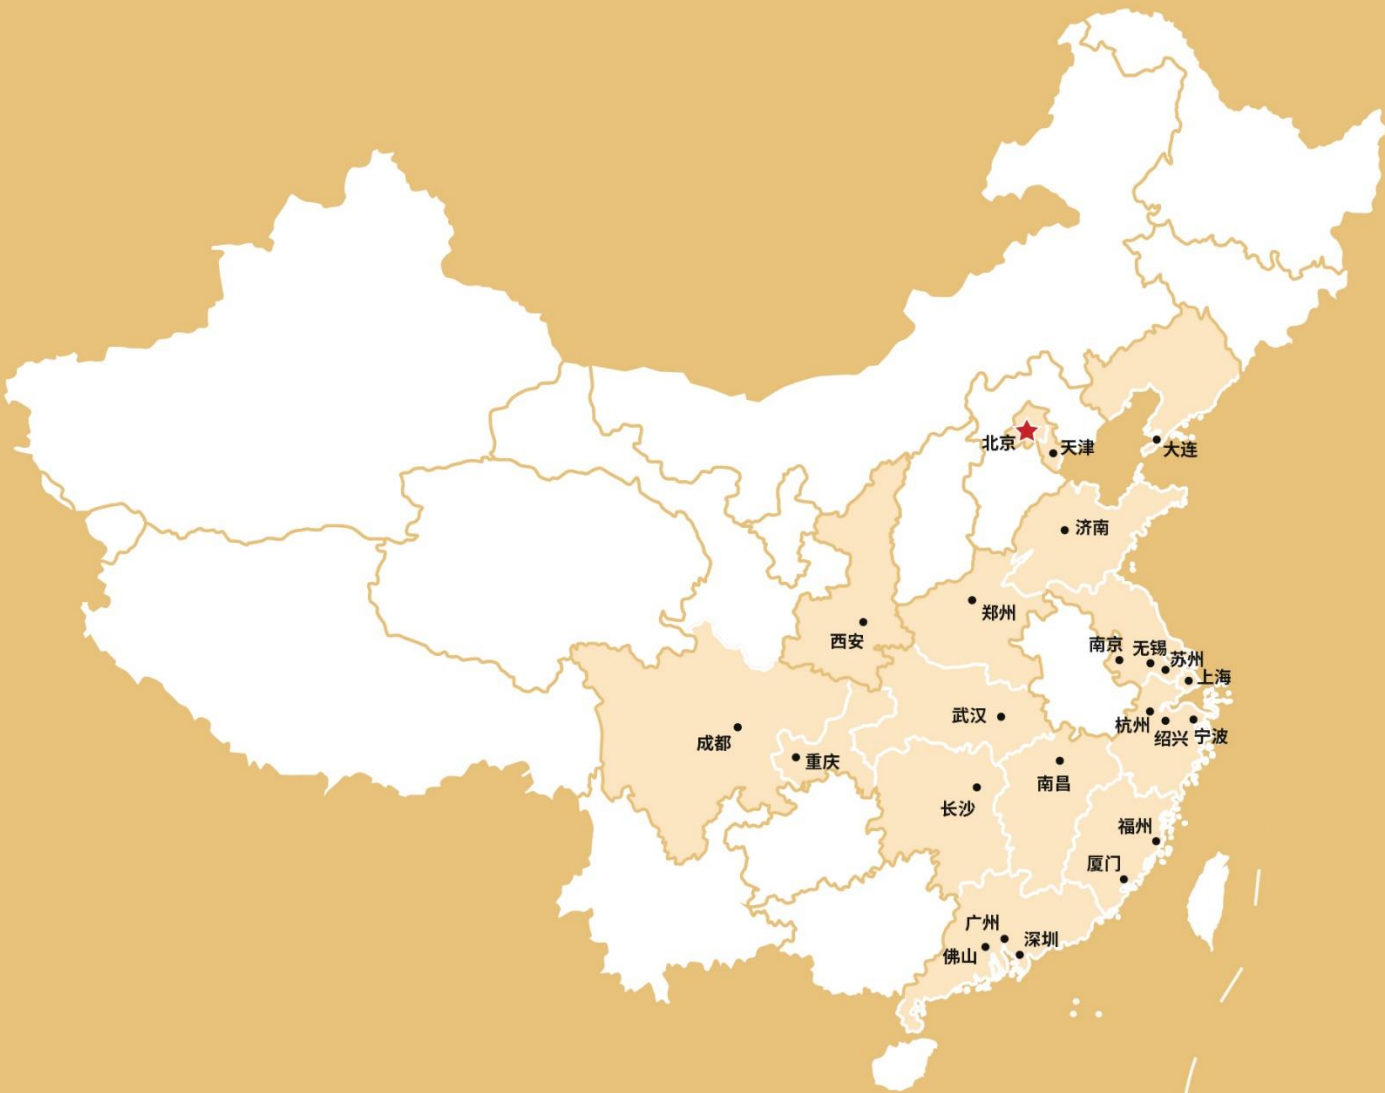 北京
天津
大连
济南
郑州
西安
南京
无锡
苏州
上海
武汉
杭州
绍兴
宁波
成都
重庆
南昌
长沙
福州
厦门
广州
深圳
佛山